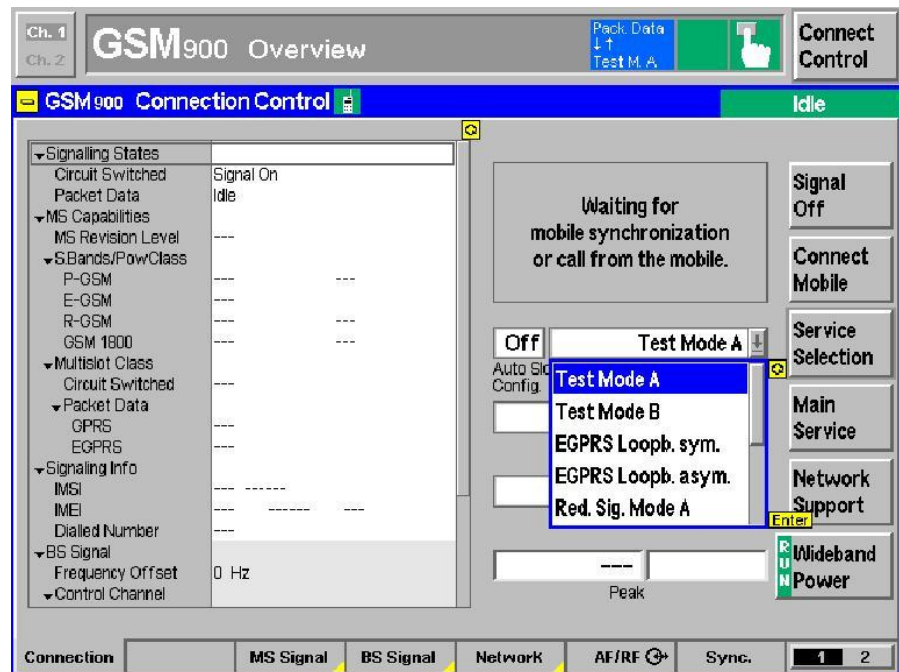 Ch. 1
Ch. 2
GSM900 Overview
Pack. Data
Test M. A
Connect Control
GSM 900 Connection Control
Idle
Signalling States
Circuit Switched Signal On
Packet Data Idle
MS Capabilities
MS Revision Level ---
S.Bands/PowClass
P-GSM --- ---
E-GSM ---
R-GSM --- ---
GSM 1800 --- ---
Multislot Class
Circuit Switched ---
Packet Data
GPRS ---
EGPRS ---
Signaling Info
IMSI --- ------
IMEI --- ------ ---
Dialled Number ---
BS Signal
Frequency Offset 0 Hz
Control Channel
Waiting for
mobile synchronization
or call from the mobile.
Off Test Mode A
Auto Slo
Config.
Test Mode A
Test Mode B
EGPRS Loopb. sym.
EGPRS Loopb. asym.
Red. Sig. Mode A
Enter
---
Peak
Signal
Off
Connect
Mobile
Service
Selection
Main
Service
Network
Support
RUN
Wideband
Power
Connection MS Signal BS Signal Network AF/RF Sync. 1 2